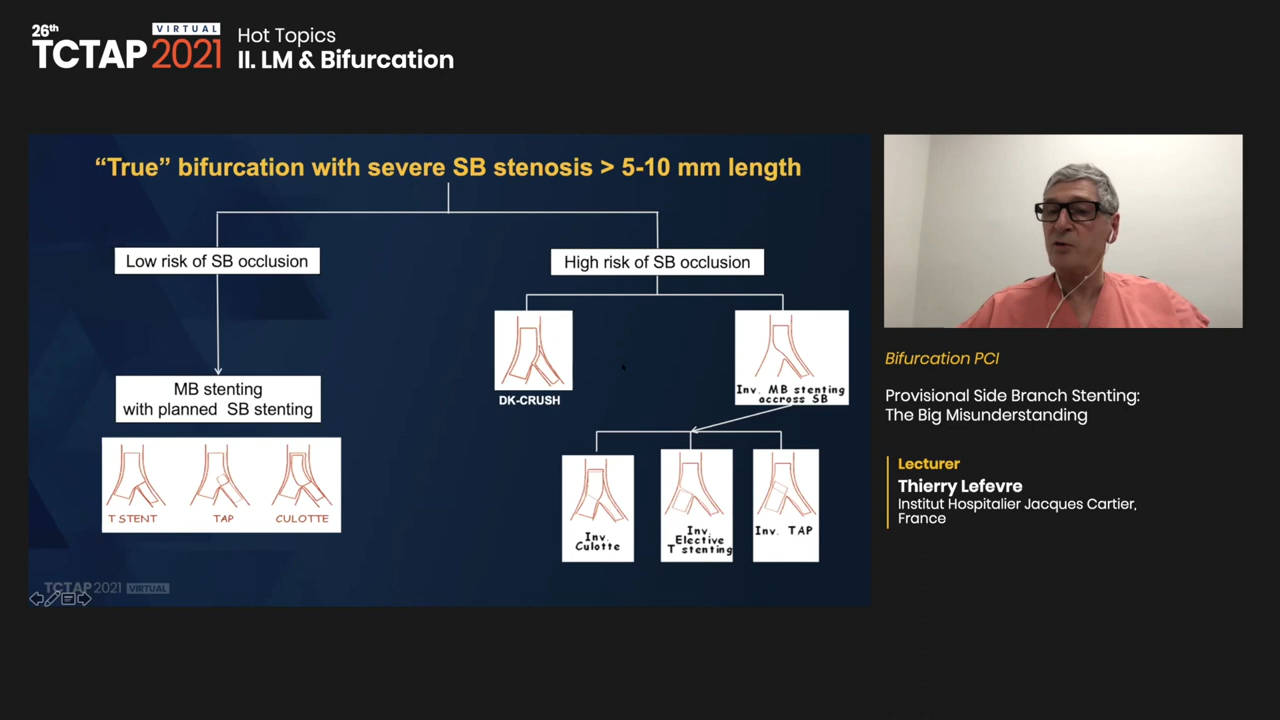 26th
VIRTUAL
TCTAP 2021
Hot Topics
II. LM & Bifurcation
“True” bifurcation with severe SB stenosis > 5-10 mm length
Low risk of SB occlusion
High risk of SB occlusion
MB stenting
with planned SB stenting
T STENT
TAP
CULOTTE
DK-CRUSH
Inv. MB stenting
accross SB
Inv.
Culotte
Inv.
Elective
T stenting
Inv. TAP
TCTAP 2021 VIRTUAL
Bifurcation PCI
Provisional Side Branch Stenting:
The Big Misunderstanding
Lecturer
Thierry Lefevre
Institut Hospitalier Jacques Cartier,
France